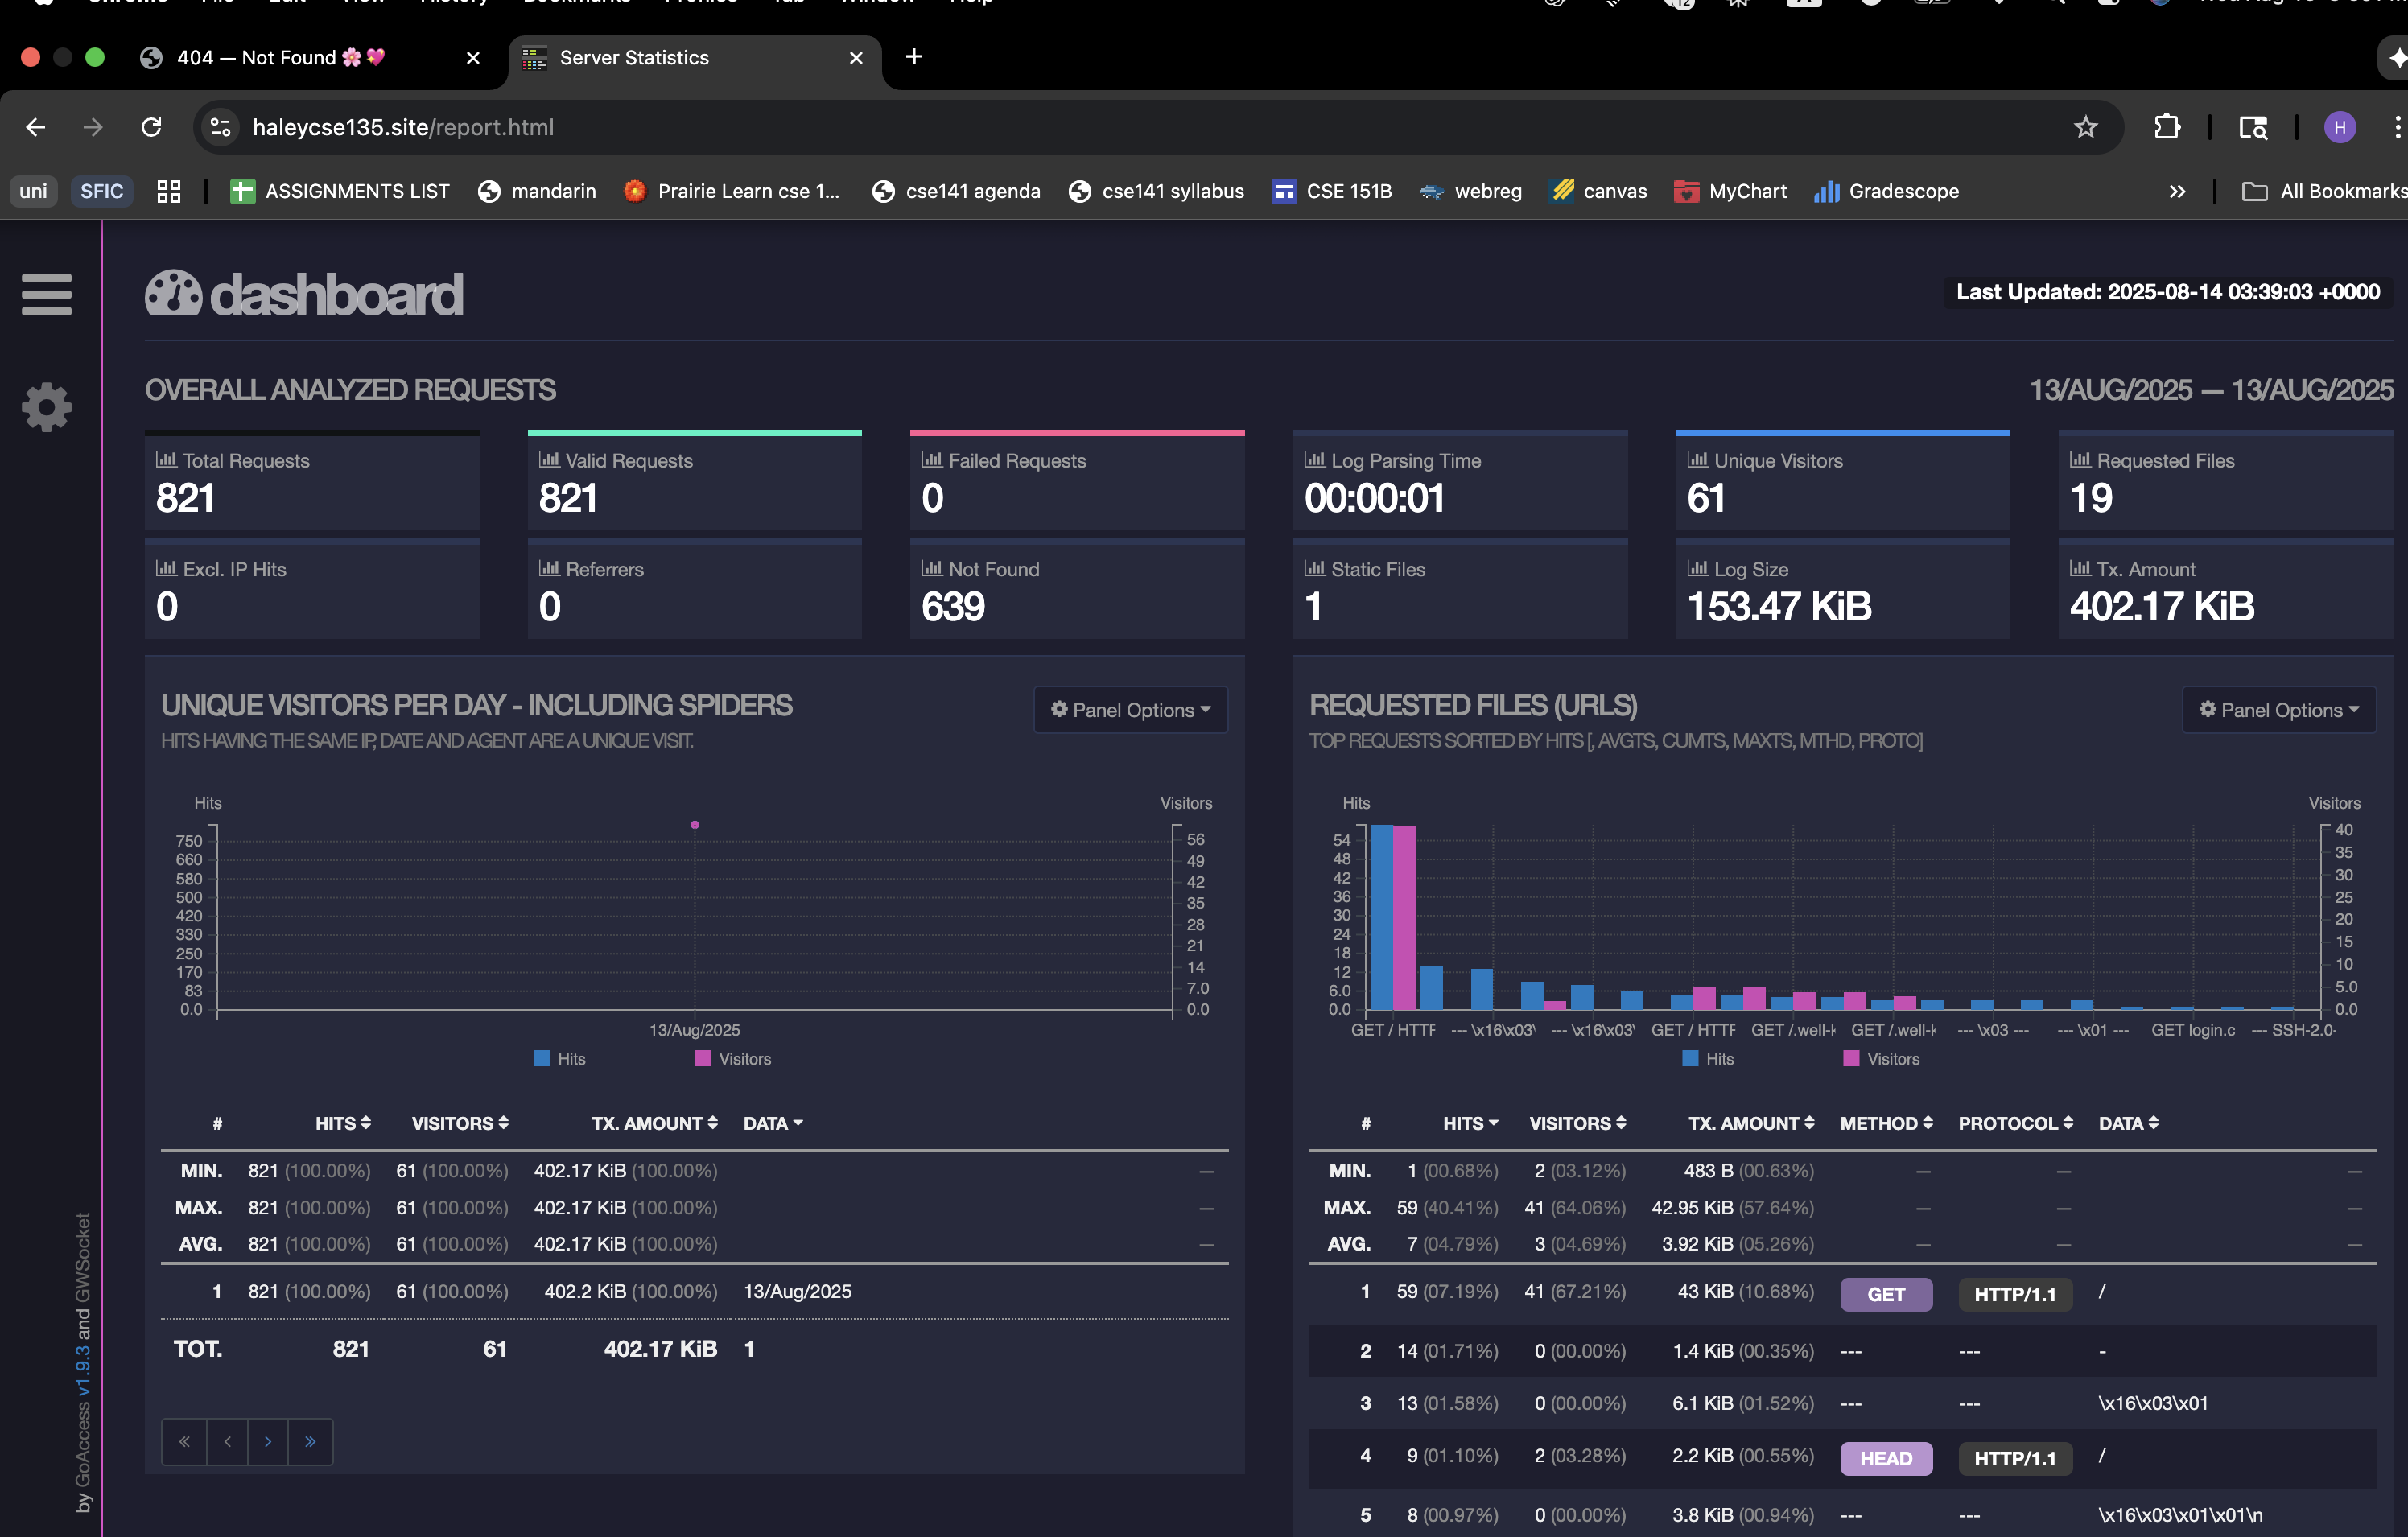 404 — Not Found 🌸💖
Server Statistics
haleycse135.site/report.html
H
uni
SFIC
ASSIGNMENTS LIST
mandarin
Prairie Learn cse 1...
cse141 agenda
cse141 syllabus
CSE 151B
webreg
canvas
MyChart
Gradescope
All Bookmarks
dashboard
Last Updated: 2025-08-14 03:39:03 +0000
OVERALL ANALYZED REQUESTS
13/AUG/2025 — 13/AUG/2025
Total Requests
821
Valid Requests
821
Failed Requests
0
Log Parsing Time
00:00:01
Unique Visitors
61
Requested Files
19
Excl. IP Hits
0
Referrers
0
Not Found
639
Static Files
1
Log Size
153.47 KiB
Tx. Amount
402.17 KiB
UNIQUE VISITORS PER DAY - INCLUDING SPIDERS
Panel Options
HITS HAVING THE SAME IP, DATE AND AGENT ARE A UNIQUE VISIT.
Hits
Visitors
750
660
580
500
420
330
250
170
83
0.0
56
49
42
35
28
21
14
7.0
0.0
13/Aug/2025
Hits
Visitors
# HITS VISITORS TX. AMOUNT DATA
MIN. 821 (100.00%) 61 (100.00%) 402.17 KiB (100.00%) —
MAX. 821 (100.00%) 61 (100.00%) 402.17 KiB (100.00%) —
AVG. 821 (100.00%) 61 (100.00%) 402.17 KiB (100.00%) —
1 821 (100.00%) 61 (100.00%) 402.2 KiB (100.00%) 13/Aug/2025
TOT. 821 61 402.17 KiB 1
« ‹ › »
by GoAccess v1.9.3 and GWSocket
REQUESTED FILES (URLS)
Panel Options
TOP REQUESTS SORTED BY HITS [, AVGTS, CUMTS, MAXTS, MTHD, PROTO]
Hits
Visitors
54
48
42
36
30
24
18
12
6.0
0.0
40
35
30
25
20
15
10
5.0
0.0
GET / HTTF --- \x16\x03\ --- \x16\x03\ GET / HTTF GET /.well-k GET /.well-k --- \x03 --- --- \x01 --- GET login.c --- SSH-2.0-
Hits
Visitors
# HITS VISITORS TX. AMOUNT METHOD PROTOCOL DATA
MIN. 1 (00.68%) 2 (03.12%) 483 B (00.63%) — — —
MAX. 59 (40.41%) 41 (64.06%) 42.95 KiB (57.64%) — — —
AVG. 7 (04.79%) 3 (04.69%) 3.92 KiB (05.26%) — — —
1 59 (07.19%) 41 (67.21%) 43 KiB (10.68%) GET HTTP/1.1 /
2 14 (01.71%) 0 (00.00%) 1.4 KiB (00.35%) --- --- -
3 13 (01.58%) 0 (00.00%) 6.1 KiB (01.52%) --- --- \x16\x03\x01
4 9 (01.10%) 2 (03.28%) 2.2 KiB (00.55%) HEAD HTTP/1.1 /
5 8 (00.97%) 0 (00.00%) 3.8 KiB (00.94%) --- --- \x16\x03\x01\x01\n